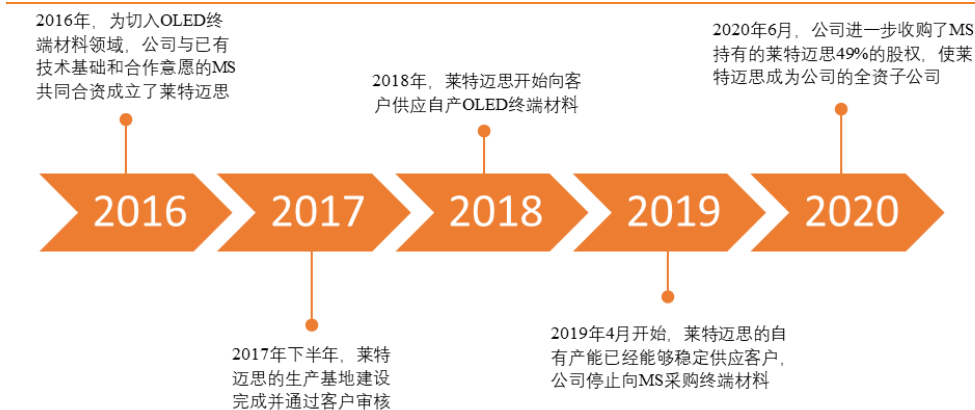 2016年，为切入OLED终
端材料领域，公司与已有
技术基础和合作意愿的MS
共同合资成立了莱特迈思
2018年，莱特迈思开始向客
户供应自产OLED终端材料
2020年6月，公司进一步收购了MS
持有的莱特迈思49%的股权，使莱
特迈思成为公司的全资子公司
2016
2017
2018
2019
2020
2017年下半年，莱特
迈思的生产基地建设
完成并通过客户审核
2019年4月开始，莱特迈思的自
有产能已经能够稳定供应客户，
公司停止向MS采购终端材料